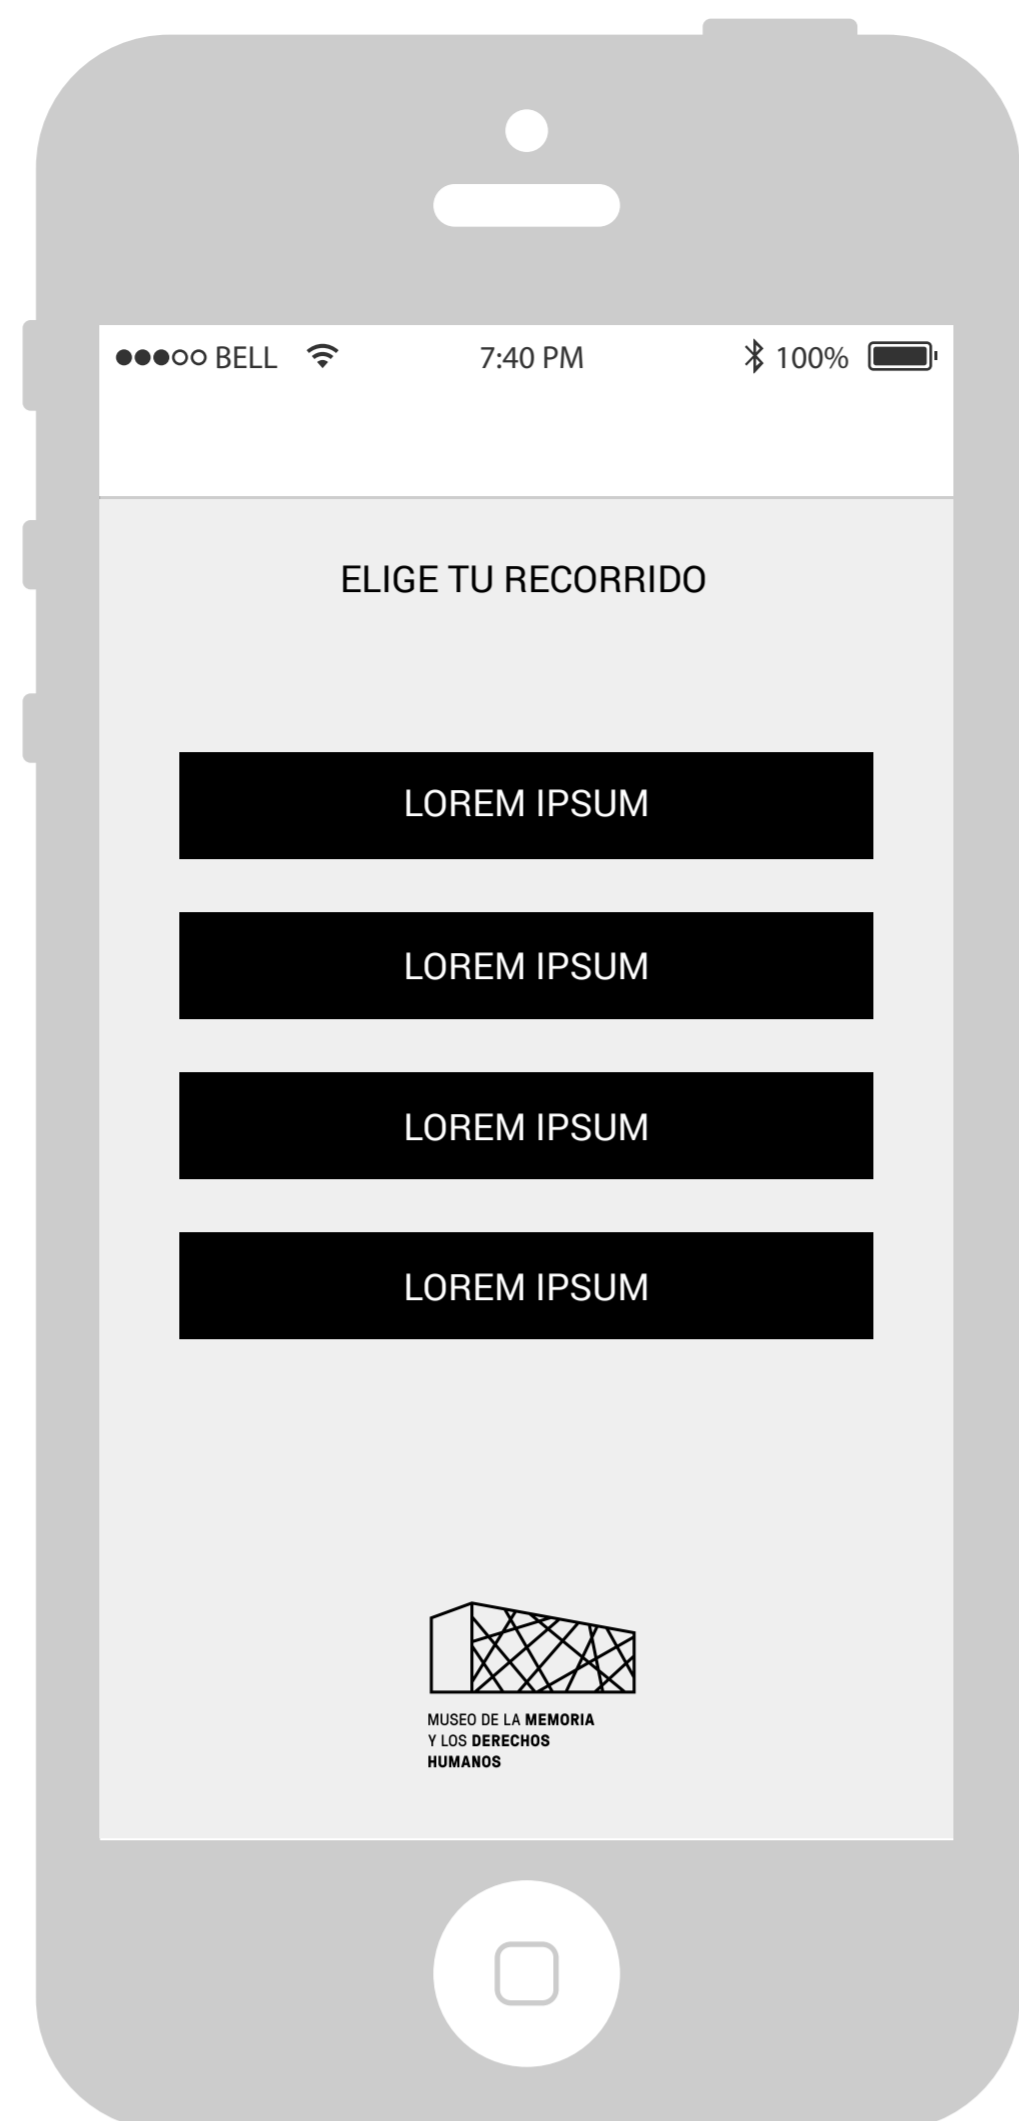 BELL 7:40 PM 100%
ELIGE TU RECORRIDO
LOREM IPSUM
LOREM IPSUM
LOREM IPSUM
LOREM IPSUM
MUSEO DE LA MEMORIA
Y LOS DERECHOS
HUMANOS